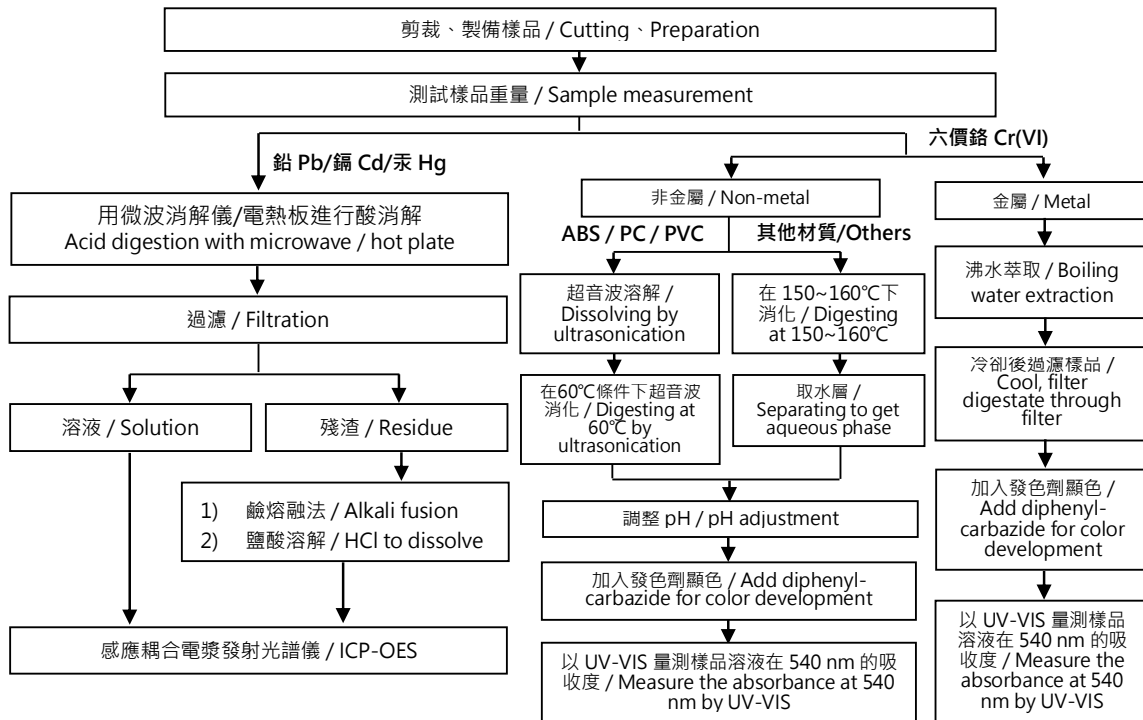 剪裁、製備樣品 / Cutting、Preparation
測試樣品重量 / Sample measurement
鉛 Pb/鎘 Cd/汞 Hg
用微波消解儀/電熱板進行酸消解
Acid digestion with microwave / hot plate
過濾 / Filtration
溶液 / Solution
殘渣 / Residue
1) 鹼熔融法 / Alkali fusion
2) 鹽酸溶解 / HCl to dissolve
感應耦合電漿發射光譜儀 / ICP-OES
六價鉻 Cr(VI)
非金屬 / Non-metal
ABS / PC / PVC
超音波溶解 /
Dissolving by
ultrasonication
在60℃條件下超音波
消化 / Digesting at
60℃ by
ultrasonication
其他材質/Others
在 150~160℃下
消化 / Digesting
at 150~160℃
取水層 /
Separating to get
aqueous phase
調整 pH / pH adjustment
加入發色劑顯色 / Add diphenyl-
carbazide for color development
以 UV-VIS 量測樣品溶液在 540 nm 的吸
收度 / Measure the absorbance at 540
nm by UV-VIS
金屬 / Metal
沸水萃取 / Boiling
water extraction
冷卻後過濾樣品 /
Cool, filter
digestate through
filter
加入發色劑顯色 /
Add diphenyl-
carbazide for color
development
以 UV-VIS 量測樣品
溶液在 540 nm 的吸
收度 / Measure the
absorbance at 540
nm by UV-VIS